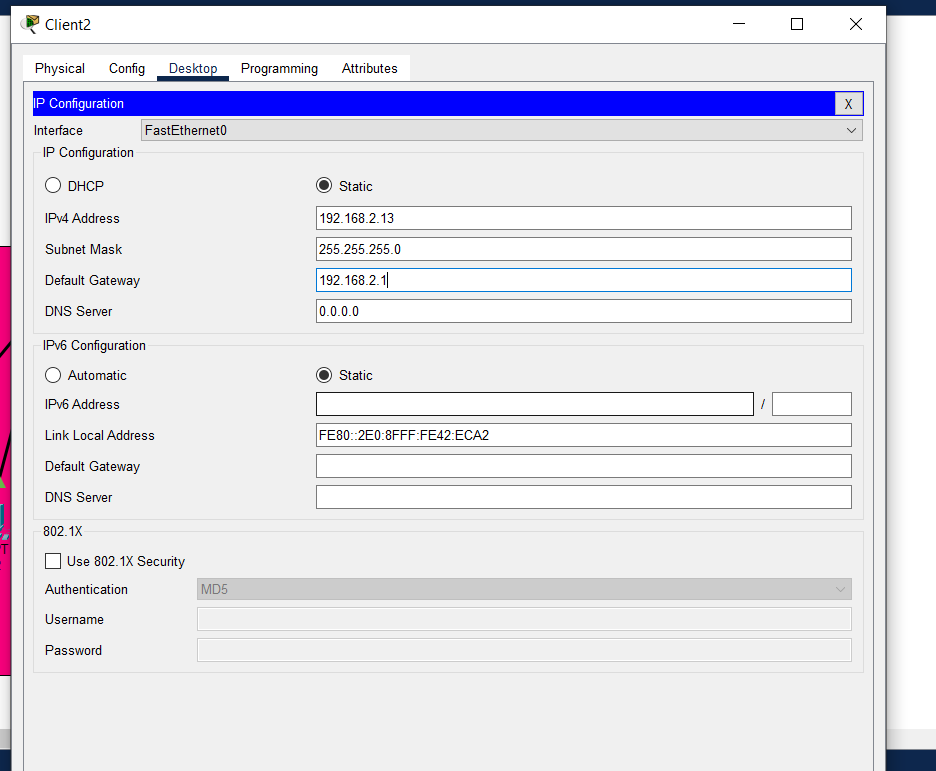 Client2
Physical Config Desktop Programming Attributes
IP Configuration X
Interface FastEthernet0
IP Configuration
DHCP Static
IPv4 Address 192.168.2.13
Subnet Mask 255.255.255.0
Default Gateway 192.168.2.1
DNS Server 0.0.0.0
IPv6 Configuration
Automatic Static
IPv6 Address /
Link Local Address FE80::2E0:8FFF:FE42:ECA2
Default Gateway
DNS Server
802.1X
Use 802.1X Security
Authentication MD5
Username
Password